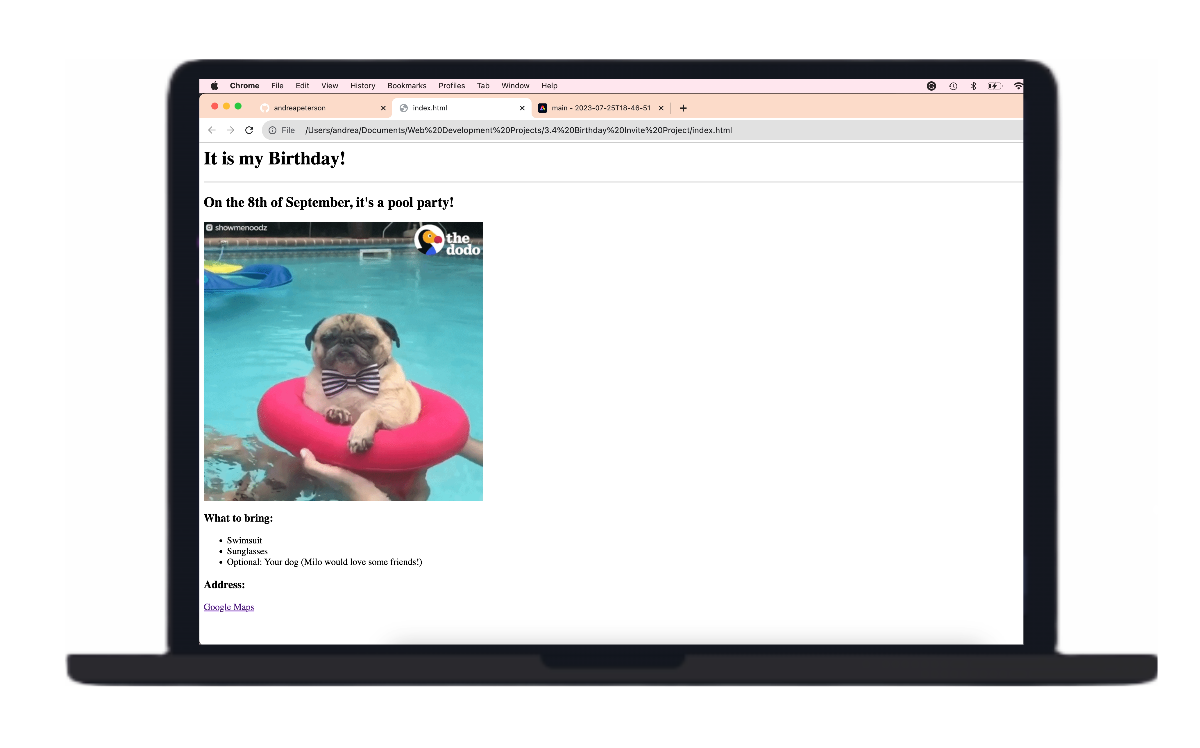 Chrome File Edit View History Bookmarks Profiles Tab Window Help
andreapeterson index.html main - 2023-07-25T18-46-51
File /Users/andrea/Documents/Web%20Development%20Projects/3.4%20Birthday%20Invite%20Project/index.html
It is my Birthday!
On the 8th of September, it's a pool party!
showmenoodz
the
dodo
What to bring:
Swimsuit
Sunglasses
Optional: Your dog (Milo would love some friends!)
Address:
Google Maps